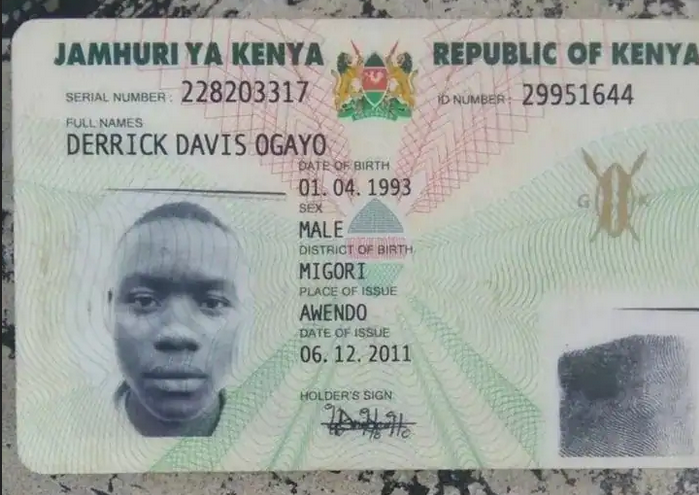 JAMHURI YA KENYA REPUBLIC OF KENYA
SERIAL NUMBER: 228203317 ID NUMBER: 29951644
FULL NAMES
DERRICK DAVIS OGAYO
DATE OF BIRTH
01. 04. 1993
SEX
MALE
DISTRICT OF BIRTH
MIGORI
PLACE OF ISSUE
AWENDO
DATE OF ISSUE
06. 12. 2011
HOLDER'S SIGN
G K